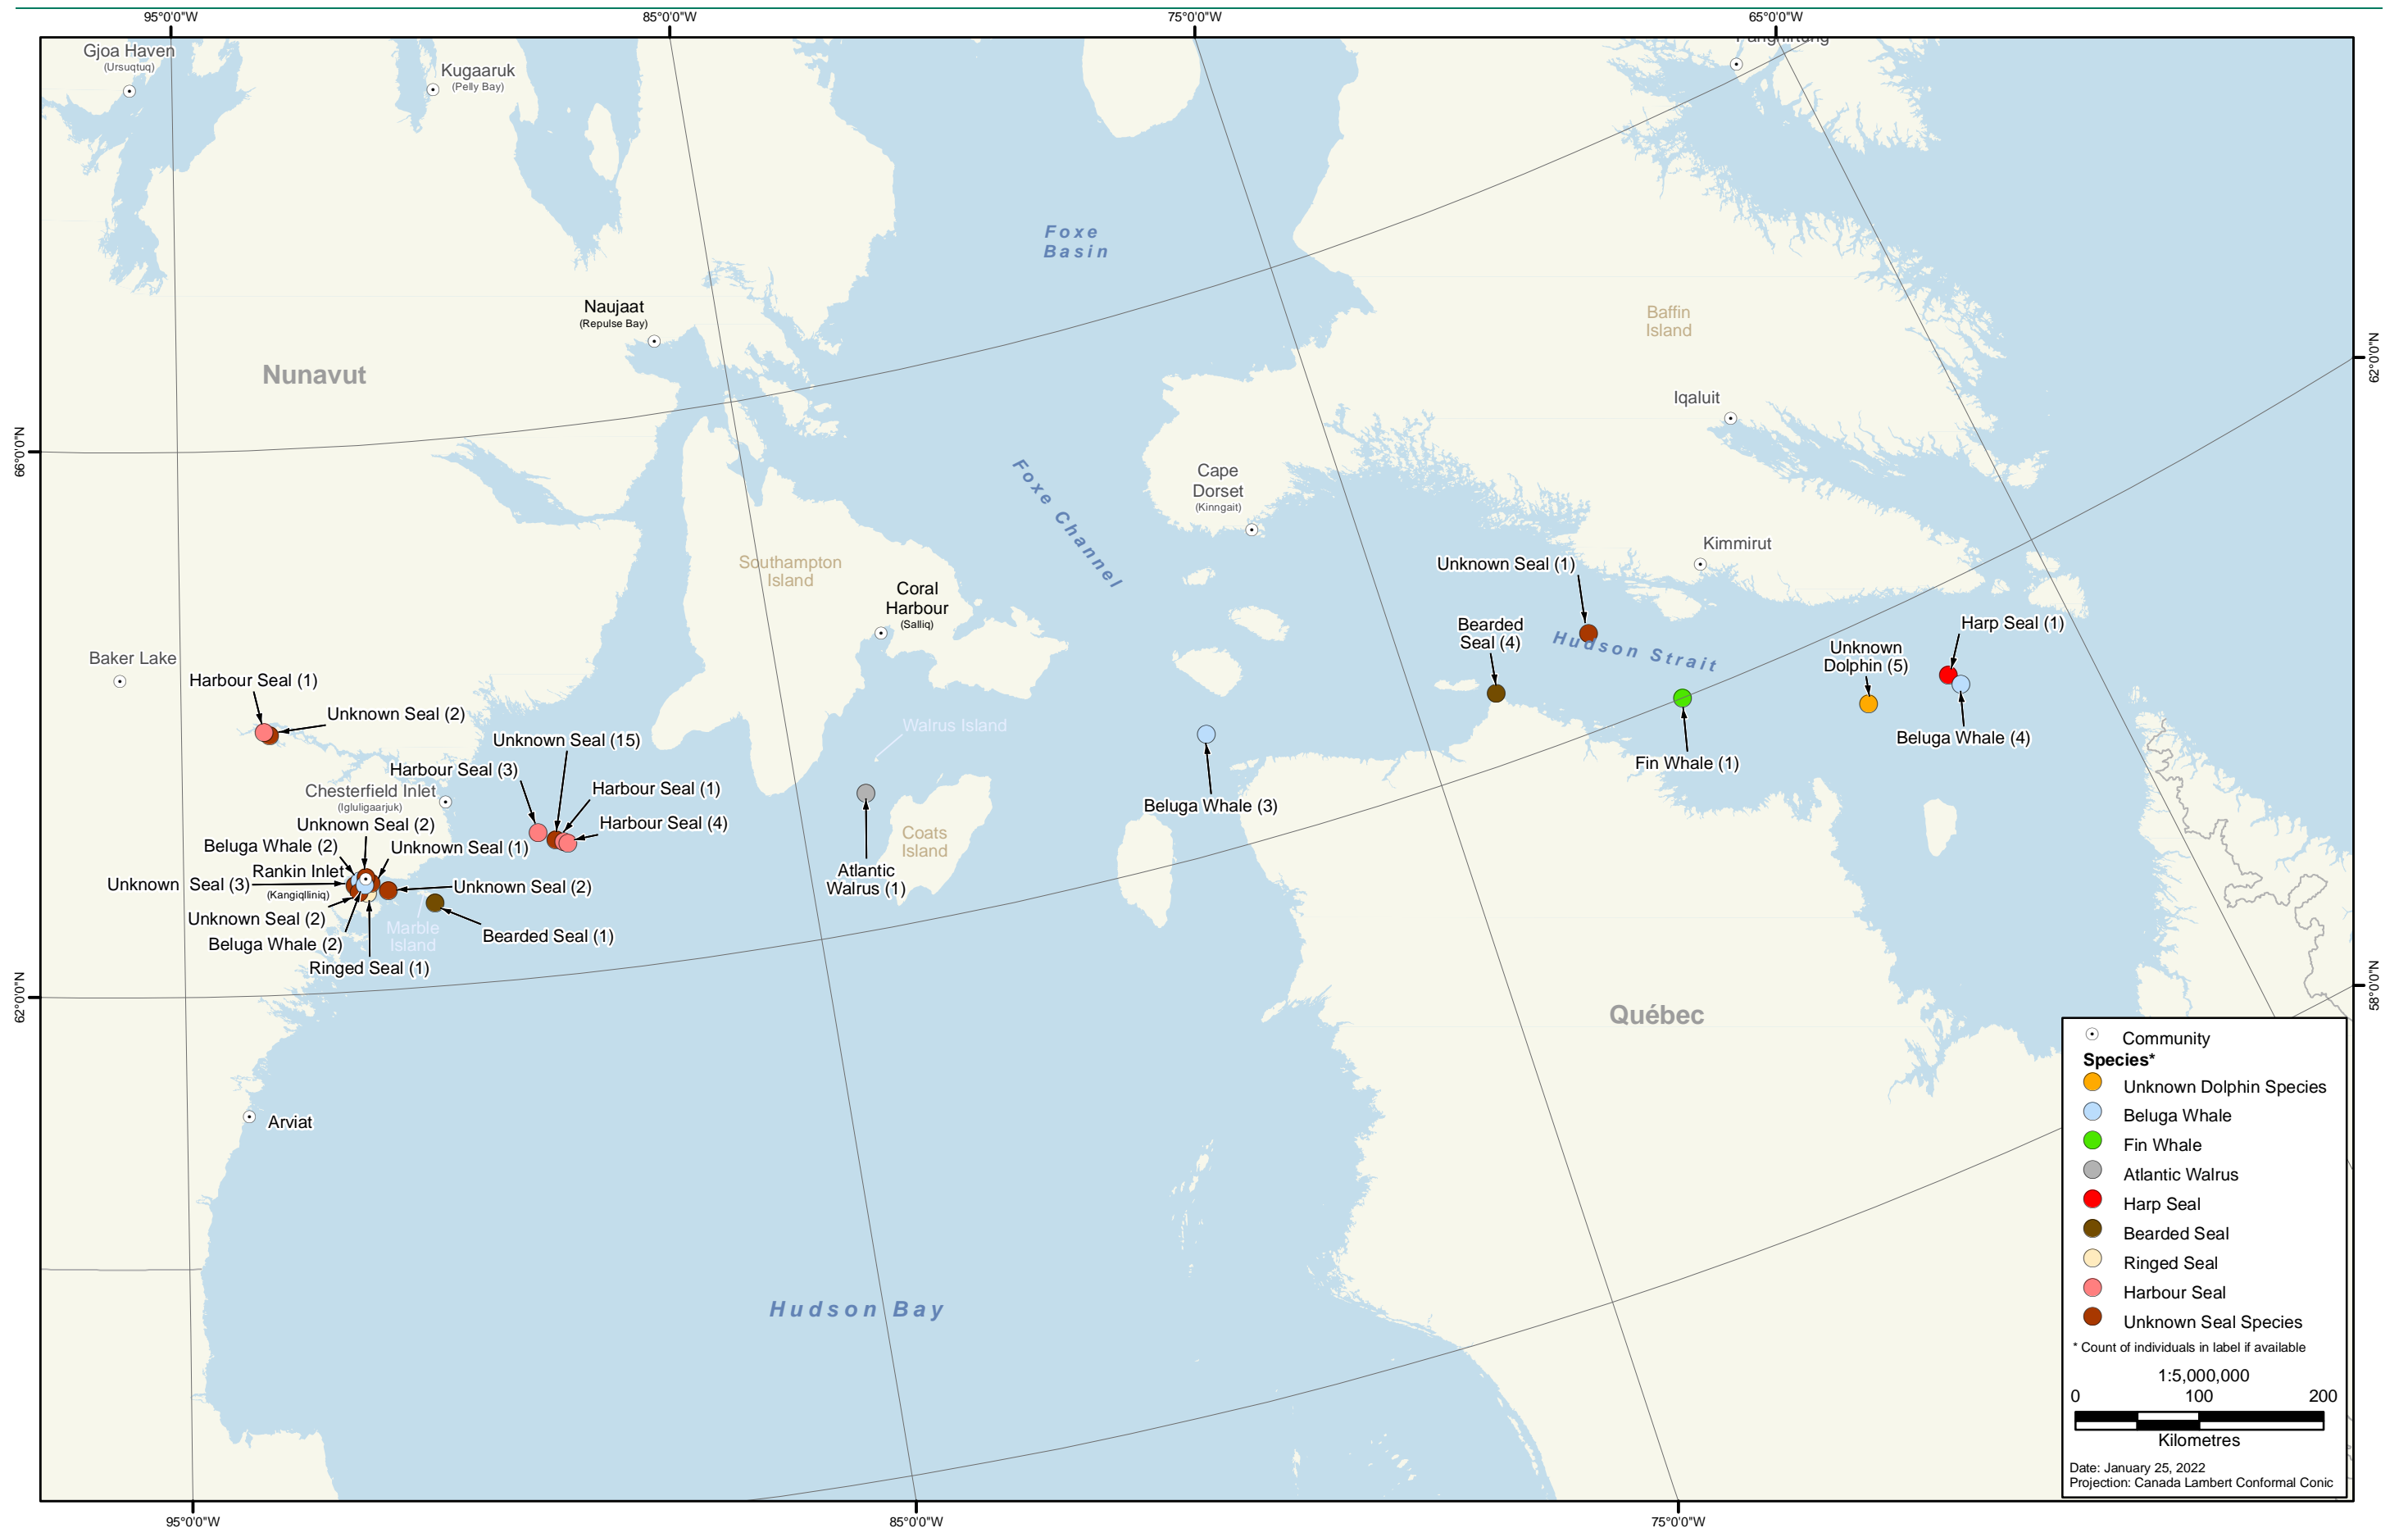 95°0'0"W
85°0'0"W
75°0'0"W
65°0'0"W
Gjoa Haven
(Ursuqtuq)
Kugaaruk
(Pelly Bay)
Foxe
Basin
Naujaat
(Repulse Bay)
Nunavut
Baffin
Island
62°0'0"N
Iqaluit
66°0'0"N
Foxe Channel
Cape
Dorset
(Kinngait)
Kimmirut
Southampton
Island
Coral
Harbour
(Salliq)
Unknown Seal (1)
Bearded
Seal (4)
Hudson Strait
Harp Seal (1)
Unknown
Dolphin (5)
Beluga Whale (4)
Fin Whale (1)
Baker Lake
Harbour Seal (1)
Unknown Seal (2)
Walrus Island
Unknown Seal (15)
Harbour Seal (3)
Harbour Seal (1)
Harbour Seal (4)
Beluga Whale (3)
Chesterfield Inlet
(Igluligaarjuk)
Unknown Seal (2)
Beluga Whale (2)
Unknown Seal (1)
Rankin Inlet
(Kangiqlliniq)
Unknown Seal (3)
Unknown Seal (2)
Unknown Seal (2)
Beluga Whale (2)
Ringed Seal (1)
Marble
Island
Bearded Seal (1)
Coats
Island
Atlantic
Walrus (1)
62°0'0"N
58°0'0"N
Québec
Arviat
Hudson Bay
Community
Species*
Unknown Dolphin Species
Beluga Whale
Fin Whale
Atlantic Walrus
Harp Seal
Bearded Seal
Ringed Seal
Harbour Seal
Unknown Seal Species
* Count of individuals in label if available
1:5,000,000
0 100 200
Kilometres
Date: January 25, 2022
Projection: Canada Lambert Conformal Conic
95°0'0"W
85°0'0"W
75°0'0"W